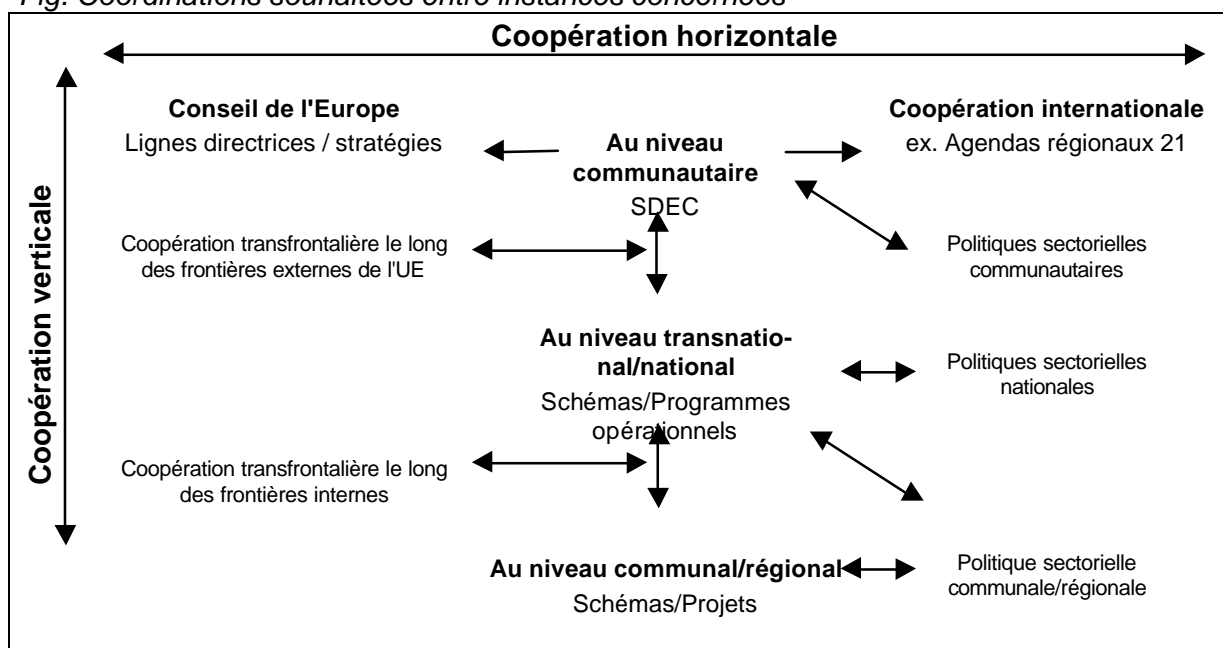 Fig. Coordinations souhaitées entre instances concernées
Coopération horizontale
Coopération verticale
Conseil de l'Europe
Lignes directrices / stratégies
Au niveau
communautaire
SDEC
Coopération internationale
ex. Agendas régionaux 21
Coopération transfrontalière le long
des frontières externes de l'UE
Politiques sectorielles
communautaires
Au niveau transnatio-
nal/national
Schémas/Programmes
opérationnels
Politiques sectorielles
nationales
Coopération transfrontalière le long
des frontières internes
Au niveau communal/régional
Schémas/Projets
Politique sectorielle
communale/régionale